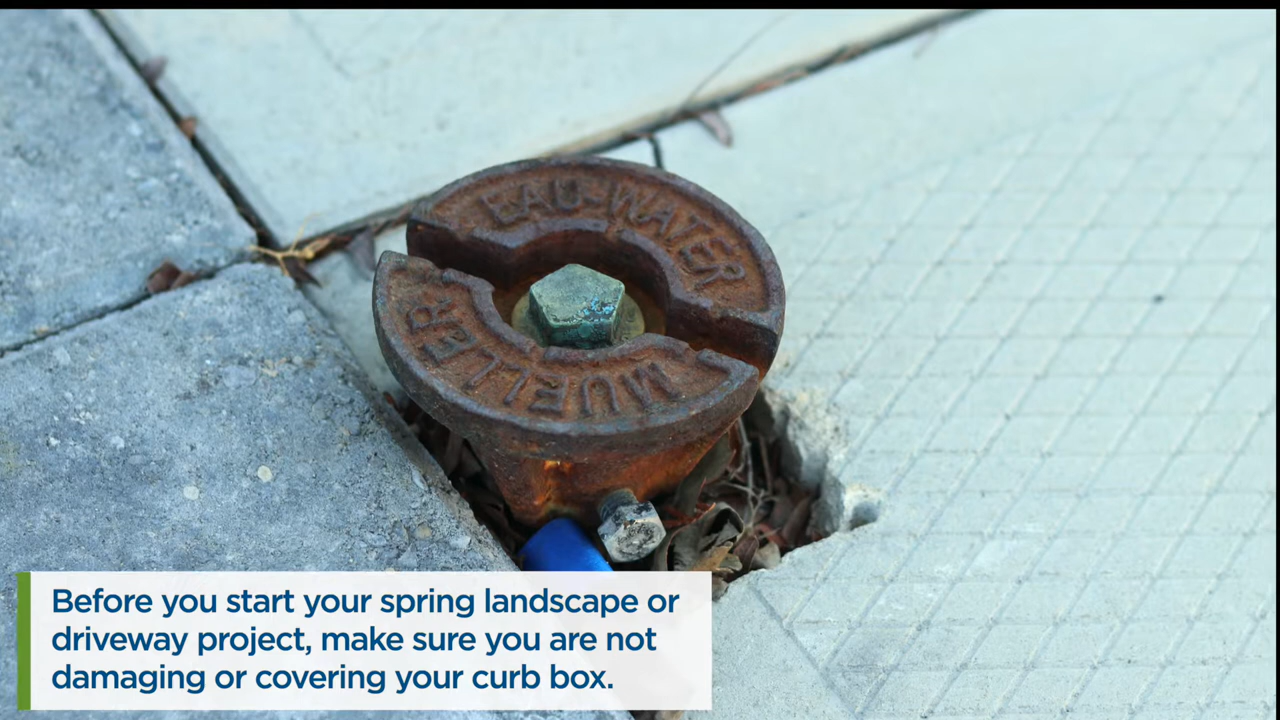 EAU-WATER
MUELLER
Before you start your spring landscape or
driveway project, make sure you are not
damaging or covering your curb box.